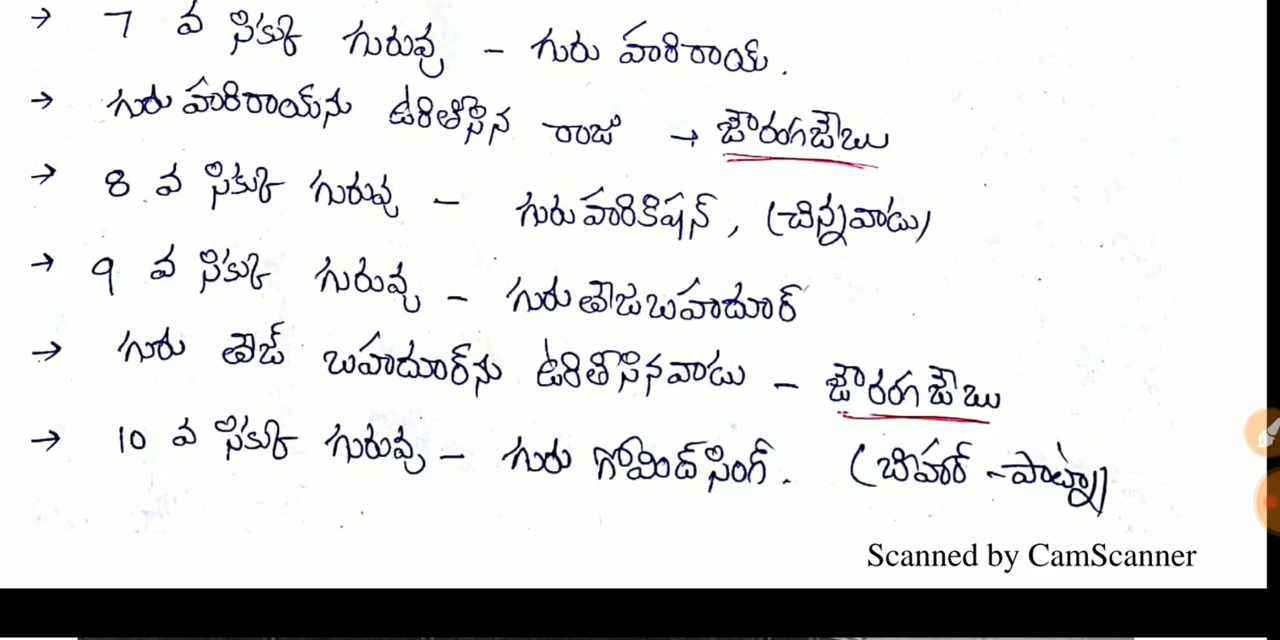 → 7 వ సిక్కు గురువు - గురు హరిరాయ్.
→ గురు హరిరాయ్‌ను ఉరితీసిన రాజు → ఔరంగజేబు
→ 8 వ సిక్కు గురువు - గురు హరికిషన్, (చిన్నవాడు)
→ 9 వ సిక్కు గురువు - గురు తేజబహదూర్
→ గురు తేజ్ బహదూర్‌ను ఉరితీసినవాడు - ఔరంగజేబు
→ 10 వ సిక్కు గురువు - గురు గోవింద్ సింగ్. (బిహార్ - పాట్నా)
Scanned by CamScanner